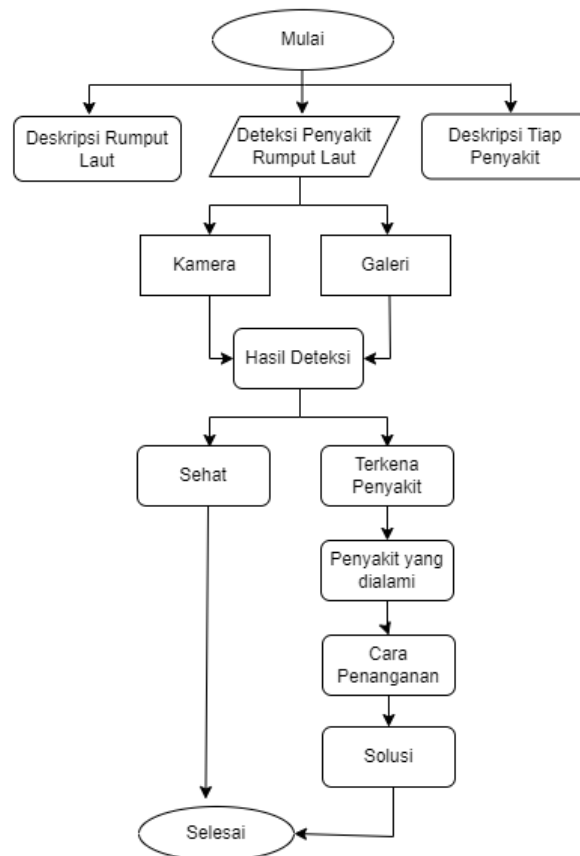 Mulai
Deskripsi Rumput
Laut
Deteksi Penyakit
Rumput Laut
Deskripsi Tiap
Penyakit
Kamera
Galeri
Hasil Deteksi
Sehat
Terkena
Penyakit
Penyakit yang
dialami
Cara
Penanganan
Solusi
Selesai